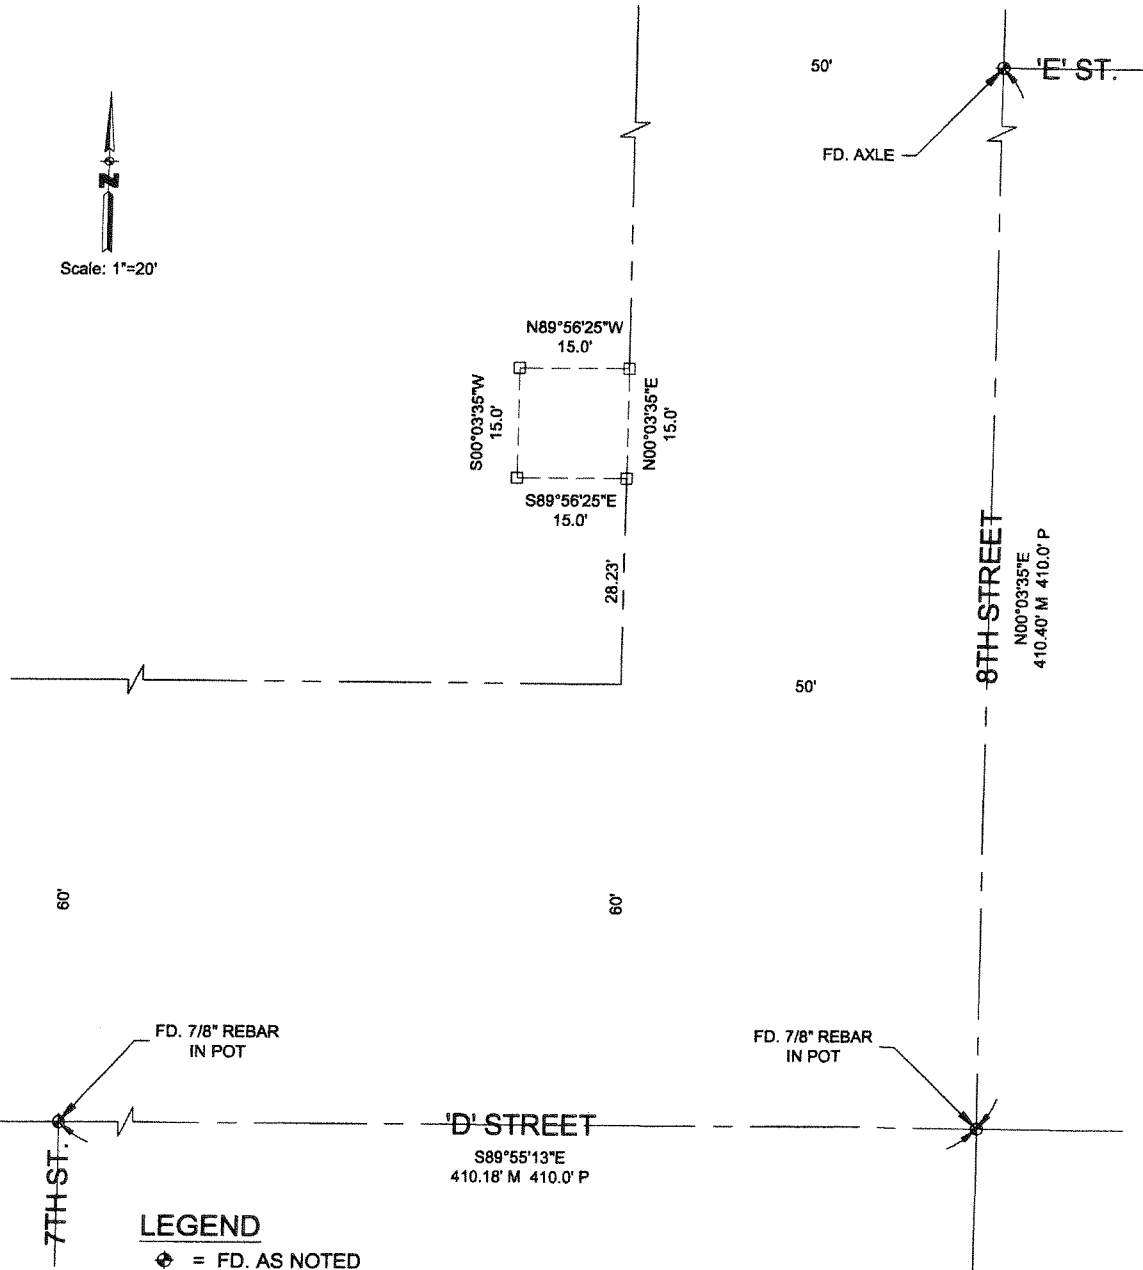 50'
'E' ST.
FD. AXLE
N
Scale: 1"=20'
N89°56'25"W
15.0'
S00°03'35"W
15.0'
N00°03'35"E
15.0'
S89°56'25"E
15.0'
28.23'
8TH STREET
N00°03'35"E
410.40' M 410.0' P
50'
60'
60'
FD. 7/8" REBAR
IN POT
FD. 7/8" REBAR
IN POT
'D' STREET
S89°55'13"E
410.18' M 410.0' P
7TH ST.
LEGEND
= FD. AS NOTED